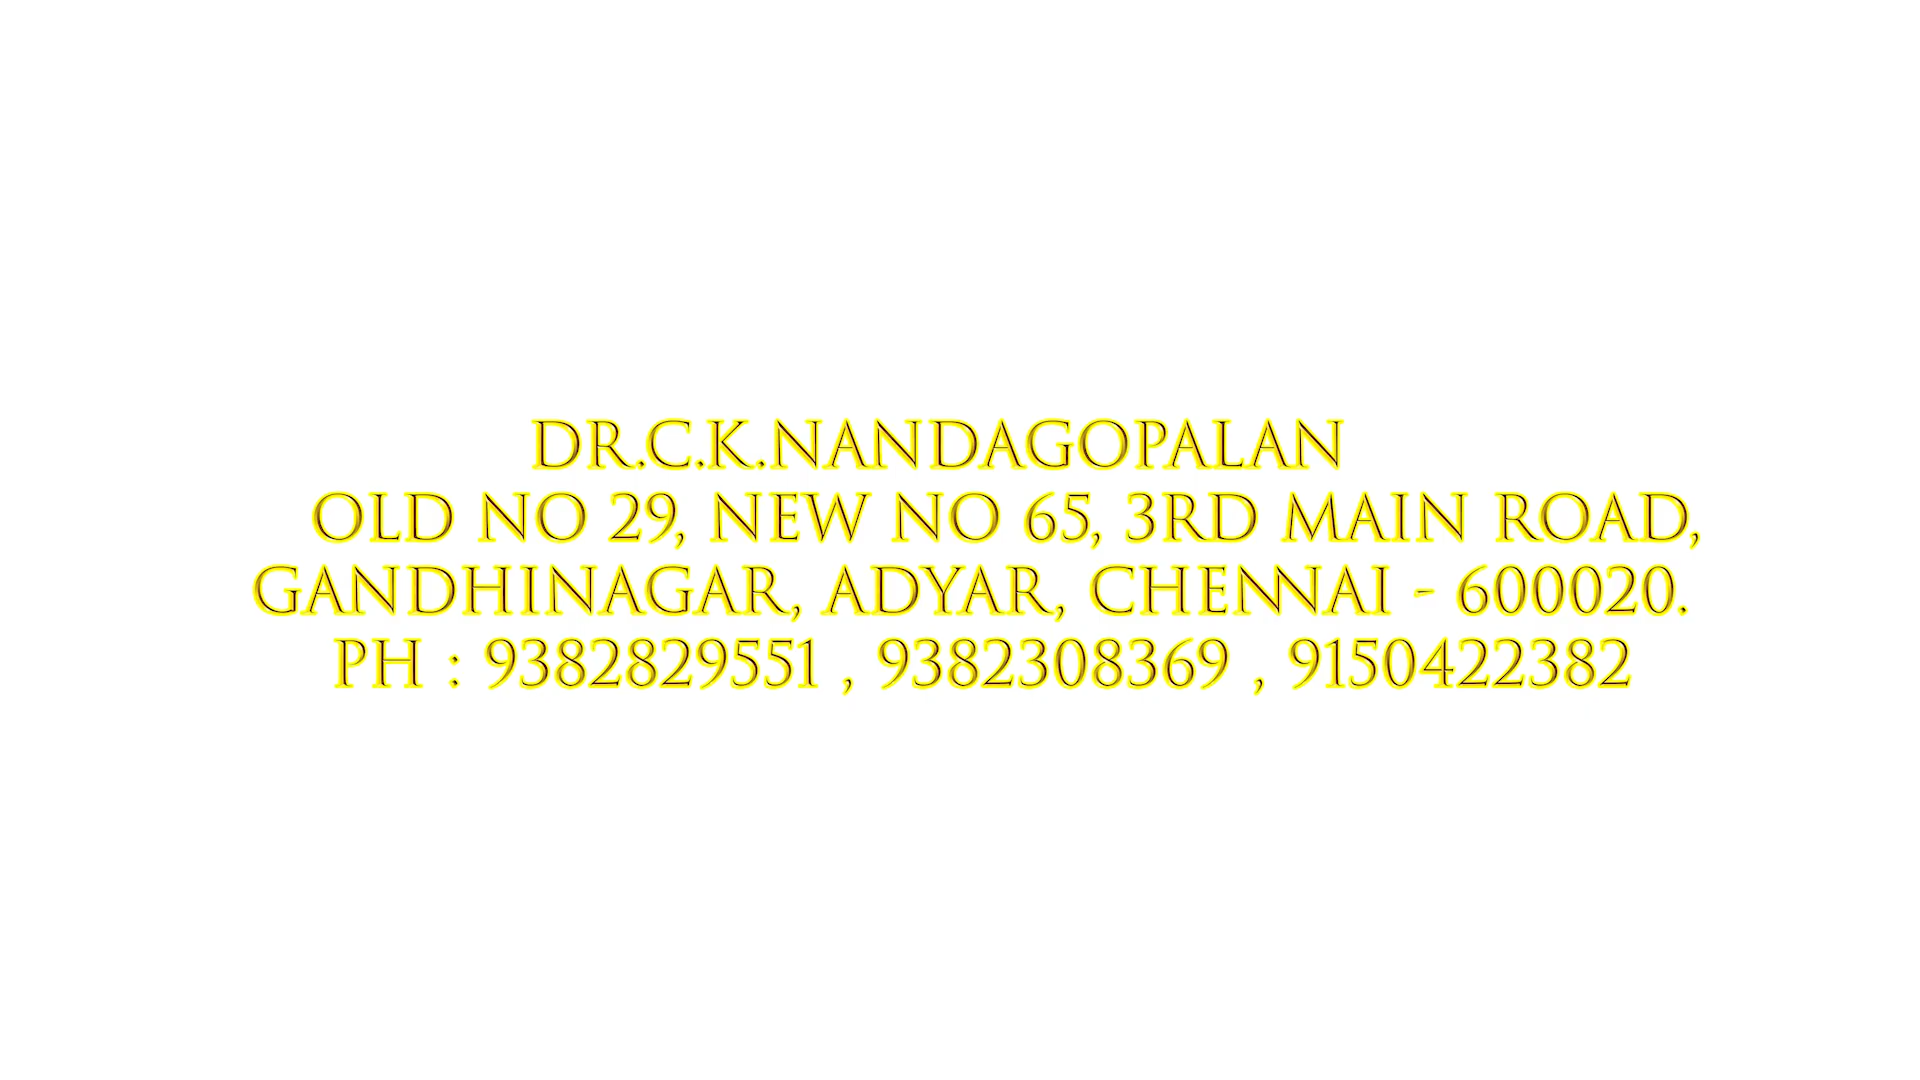 DR.C.K.NANDAGOPALAN
OLD NO 29, NEW NO 65, 3RD MAIN ROAD,
GANDHINAGAR, ADYAR, CHENNAI - 600020.
PH : 9382829551 , 9382308369 , 9150422382